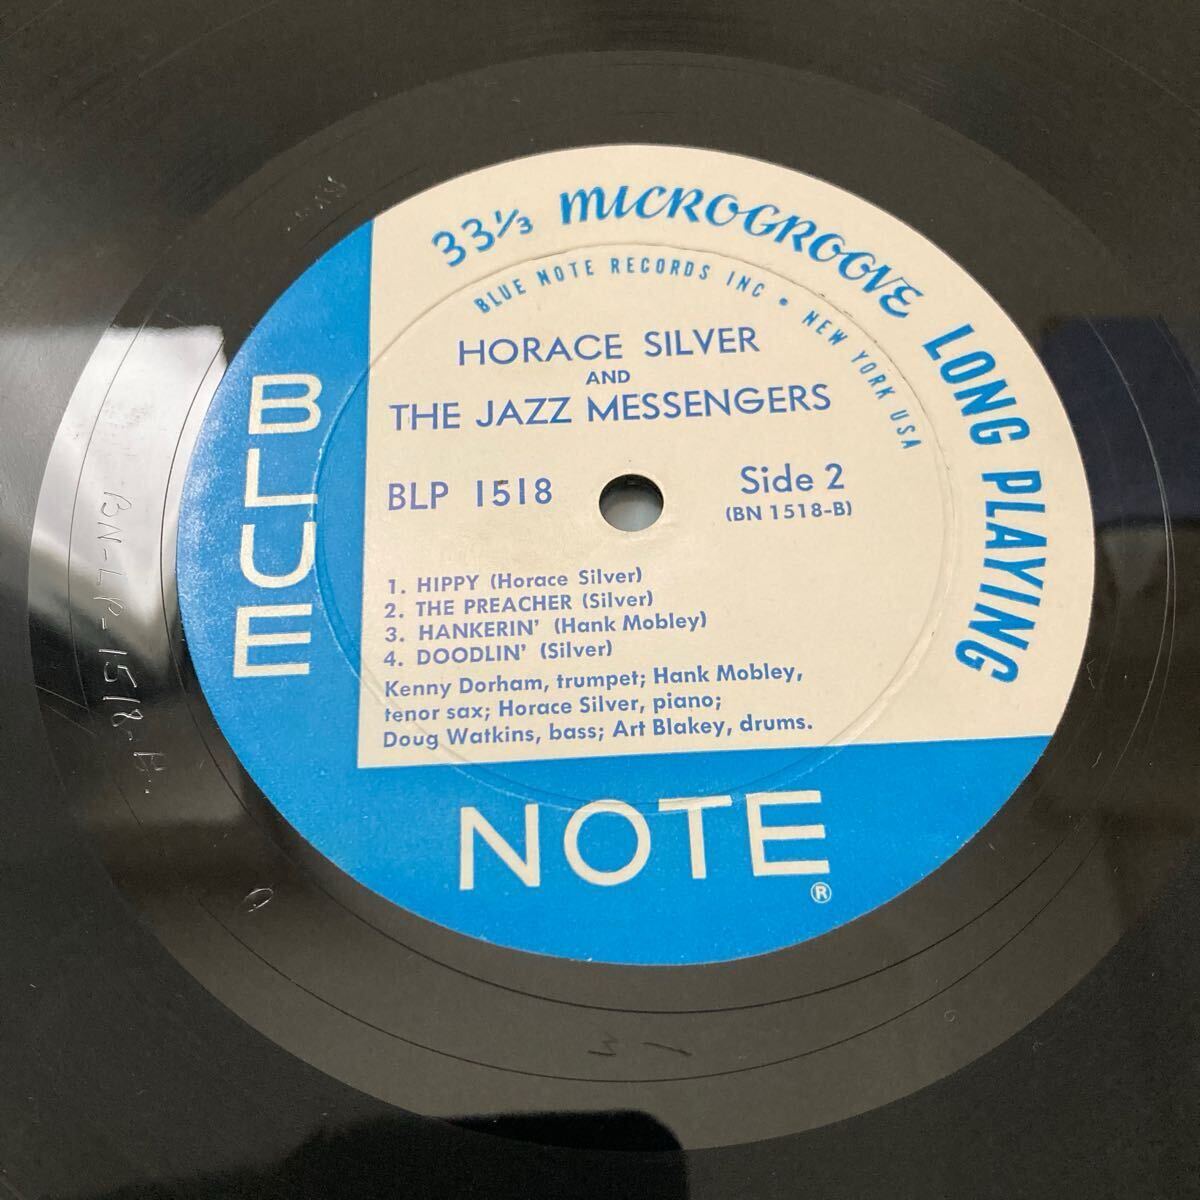 33⅓ MICROGROOVE LONG PLAYING
BLUE NOTE RECORDS INC • NEW YORK USA
HORACE SILVER
AND
THE JAZZ MESSENGERS
BLP 1518
Side 2
(BN 1518-B)
1. HIPPY (Horace Silver)
2. THE PREACHER (Silver)
3. HANKERIN' (Hank Mobley)
4. DOODLIN' (Silver)
Kenny Dorham, trumpet; Hank Mobley,
tenor sax; Horace Silver, piano;
Doug Watkins, bass; Art Blakey, drums.
BLUE
NOTE
®
BN-LP-1518-B